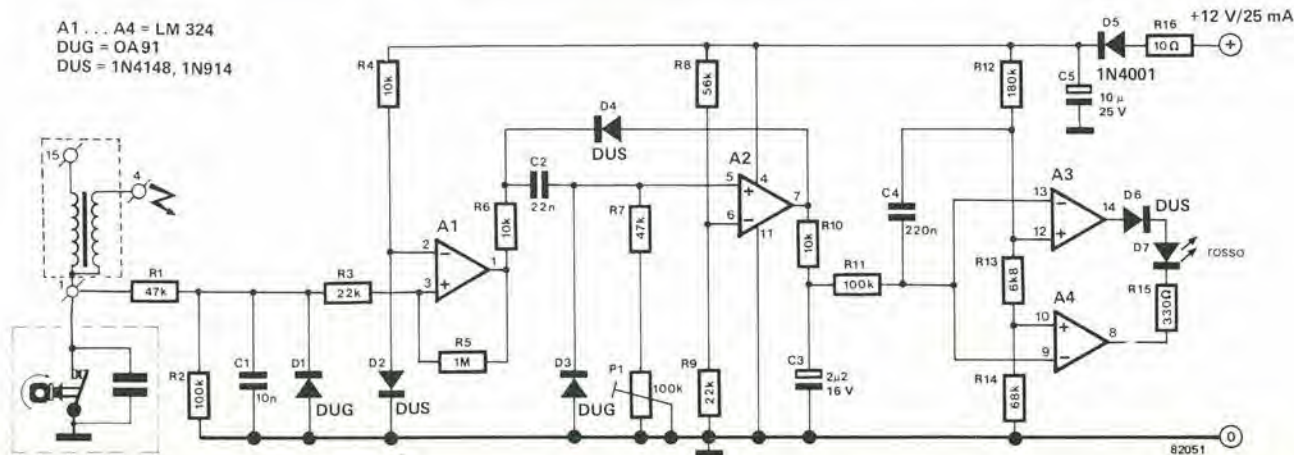 A1 . . . A4 = LM 324
DUG = OA91
DUS = 1N4148, 1N914
+12 V/25 mA
D5
R16
10Ω
+
1N4001
C5
10 µ
25 V
R4
10k
R8
56k
R12
180k
D4
DUS
15
4
1
C2
22n
R6
10k
A1
2
−
3
+
1
R7
47k
A2
5
+
6
−
4
7
11
R10
10k
C4
220n
A3
13
−
12
+
14
D6
DUS
D7
rosso
R15
330Ω
R13
6k8
A4
10
+
9
−
8
R11
100k
R1
47k
R3
22k
R5
1M
R2
100k
C1
10n
D1
DUG
D2
DUS
D3
DUG
P1
100k
R9
22k
C3
2µ2
16 V
R14
68k
0
82051